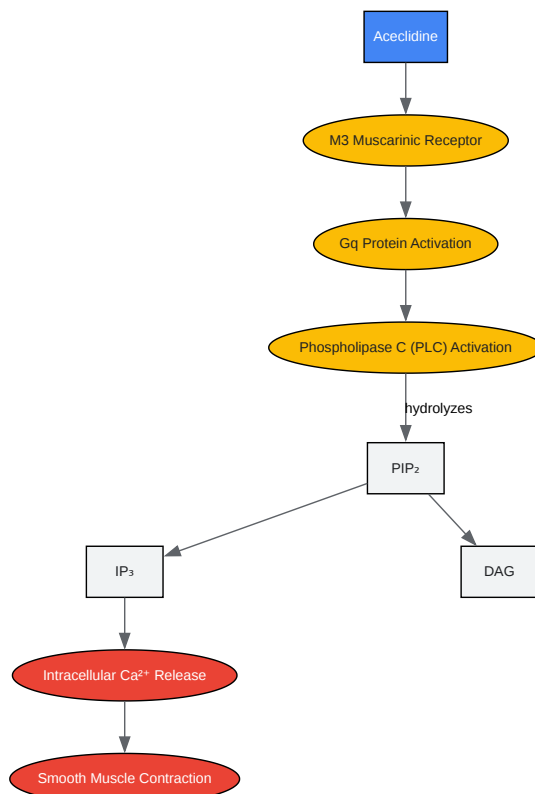 Aceclidine
M3 Muscarinic Receptor
Gq Protein Activation
Phospholipase C (PLC) Activation
hydrolyzes
PIP₂
IP₃
DAG
Intracellular Ca²⁺ Release
Smooth Muscle Contraction